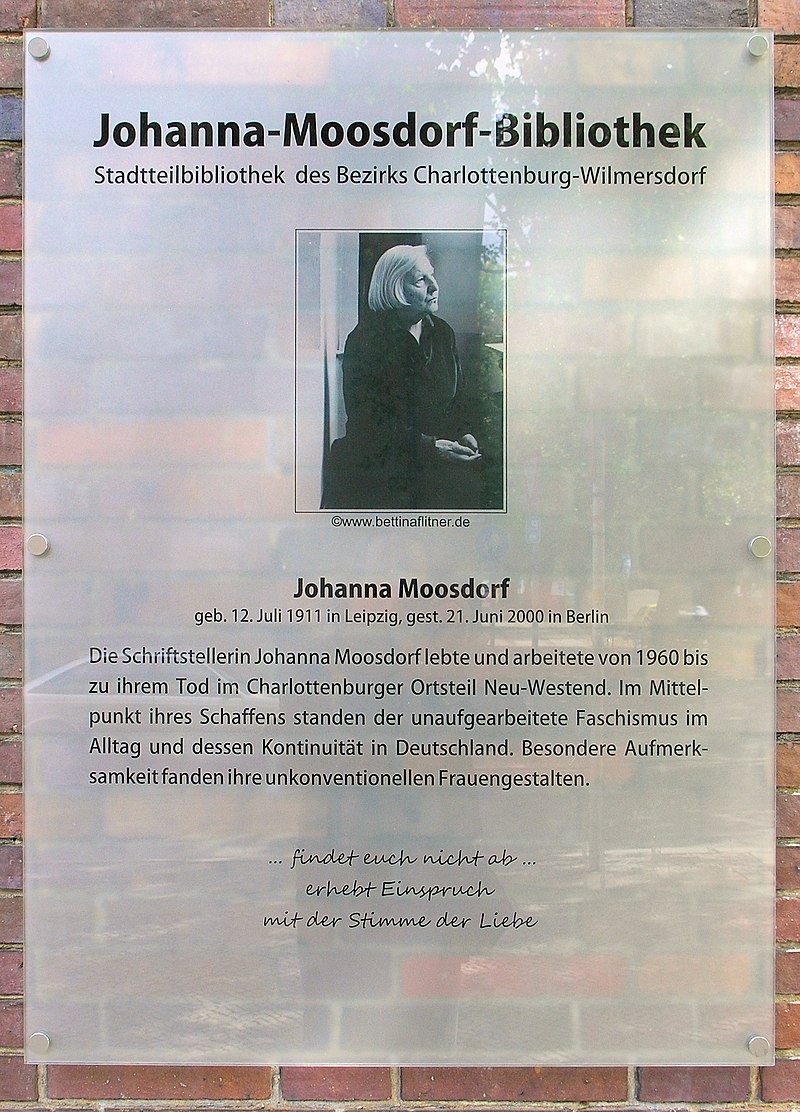 Johanna-Moosdorf-Bibliothek
Stadtteilbibliothek des Bezirks Charlottenburg-Wilmersdorf
©www.bettinaflitner.de
Johanna Moosdorf
geb. 12. Juli 1911 in Leipzig, gest. 21. Juni 2000 in Berlin
Die Schriftstellerin Johanna Moosdorf lebte und arbeitete von 1960 bis
zu ihrem Tod im Charlottenburger Ortsteil Neu-Westend. Im Mittel-
punkt ihres Schaffens standen der unaufgearbeitete Faschismus im
Alltag und dessen Kontinuität in Deutschland. Besondere Aufmerk-
samkeit fanden ihre unkonventionellen Frauengestalten.
... findet euch nicht ab ...
erhebt Einspruch
mit der Stimme der Liebe